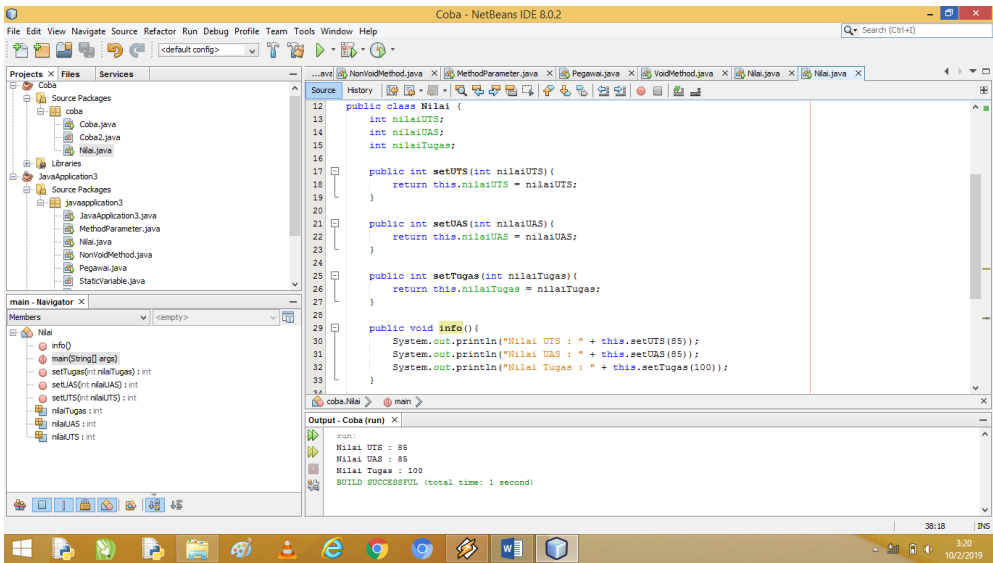 Coba - NetBeans IDE 8.0.2
File Edit View Navigate Source Refactor Run Debug Profile Team Tools Window Help
Search (Ctrl+I)
<default config>
Projects Files Services
Coba
Source Packages
coba
Coba.java
Coba2.java
Nilai.java
Libraries
JavaApplication3
Source Packages
javaapplication3
JavaApplication3.java
MethodParameter.java
Nilai.java
NonVoidMethod.java
Pegawai.java
StaticVariable.java
main - Navigator
Members <empty>
Nilai
info()
main(String[] args)
setTugas(int nilaiTugas) : int
setUAS(int nilaiUAS) : int
setUTS(int nilaiUTS) : int
nilaiTugas : int
nilaiUAS : int
nilaiUTS : int
...ava NonVoidMethod.java MethodParameter.java Pegawai.java VoidMethod.java Nilai.java Nilai.java
Source History
12 public class Nilai {
13 int nilaiUTS;
14 int nilaiUAS;
15 int nilaiTugas;
16
17 public int setUTS(int nilaiUTS){
18 return this.nilaiUTS = nilaiUTS;
19 }
20
21 public int setUAS(int nilaiUAS){
22 return this.nilaiUAS = nilaiUAS;
23 }
24
25 public int setTugas(int nilaiTugas){
26 return this.nilaiTugas = nilaiTugas;
27 }
28
29 public void info(){
30 System.out.println("Nilai UTS : " + this.setUTS(85));
31 System.out.println("Nilai UAS : " + this.setUAS(85));
32 System.out.println("Nilai Tugas : " + this.setTugas(100));
33 }
34
coba.Nilai main
Output - Coba (run)
run:
Nilai UTS : 85
Nilai UAS : 85
Nilai Tugas : 100
BUILD SUCCESSFUL (total time: 1 second)
38:18 INS
3:20
10/2/2019